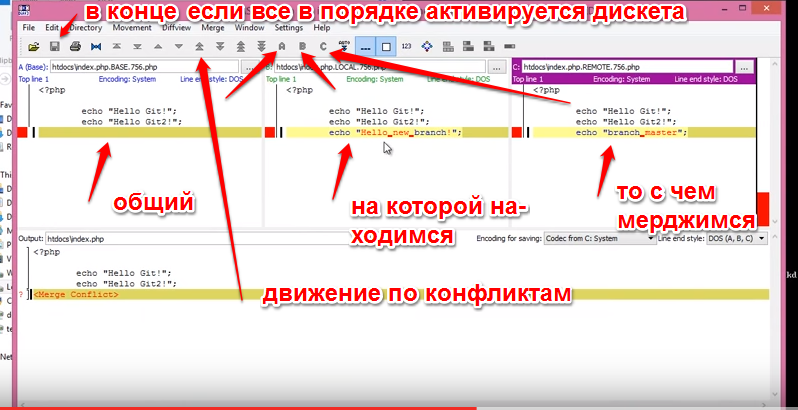 в конце если все в порядке активируется дискета
File Edit Directory Movement Diffview Merge Window Settings Help
A B C 123
A (Base): htdocs\index.php.BASE.756.php ...
Top line 1 Encoding: System Line end style: DOS
<?php
echo "Hello Git!";
echo "Hello Git2!";
общий
.php.LOCAL.756.php ...
Top line 1 Encoding: System Line end style: DOS
<?php
echo "Hello Git!";
echo "Hello Git2!";
echo "Hello_new_branch!";
на которой на-
ходимся
C: htdocs\index.php.REMOTE.756.php ...
Top line 1 Encoding: System Line end style: DOS
<?php
echo "Hello Git!";
echo "Hello Git2!";
echo "branch_master";
то с чем
мерджимся
Output: htdocs\index.php Encoding for saving: Codec from C: System Line end style: DOS (A, B, C)
<?php
echo "Hello Git!";
echo "Hello Git2!";
? <Merge Conflict>
движение по конфликтам
kd